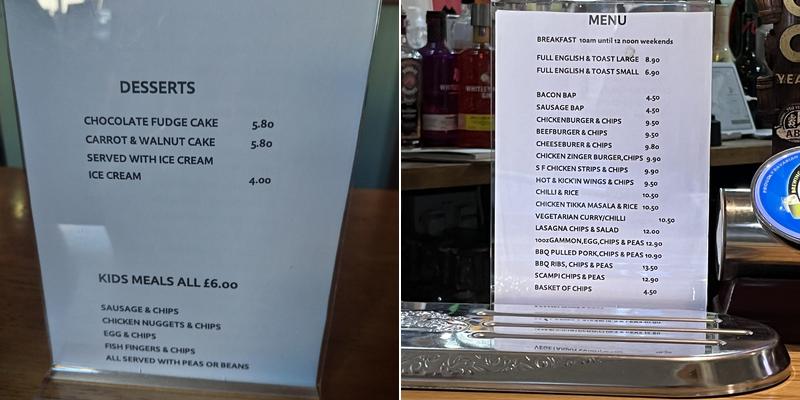 DESSERTS
CHOCOLATE FUDGE CAKE 5.80
CARROT & WALNUT CAKE 5.80
SERVED WITH ICE CREAM
ICE CREAM 4.00
KIDS MEALS ALL £6.00
SAUSAGE & CHIPS
CHICKEN NUGGETS & CHIPS
EGG & CHIPS
FISH FINGERS & CHIPS
ALL SERVED WITH PEAS OR BEANS
MENU
BREAKFAST 10am until 12 noon weekends
FULL ENGLISH & TOAST LARGE 8.90
FULL ENGLISH & TOAST SMALL 6.90
BACON BAP 4.50
SAUSAGE BAP 4.50
CHICKENBURGER & CHIPS 9.50
BEEFBURGER & CHIPS 9.50
CHEESEBURER & CHIPS 9.80
CHICKEN ZINGER BURGER,CHIPS 9.90
S F CHICKEN STRIPS & CHIPS 9.90
HOT & KICK'IN WINGS & CHIPS 9.50
CHILLI & RICE 10.50
CHICKEN TIKKA MASALA & RICE 10.50
VEGETARIAN CURRY/CHILLI 10.50
LASAGNA CHIPS & SALAD 12.00
10ozGAMMON,EGG,CHIPS & PEAS 12.90
BBQ PULLED PORK,CHIPS & PEAS 10.90
BBQ RIBS, CHIPS & PEAS 13.50
SCAMPI CHIPS & PEAS 12.90
BASKET OF CHIPS 4.50
WHITLEY